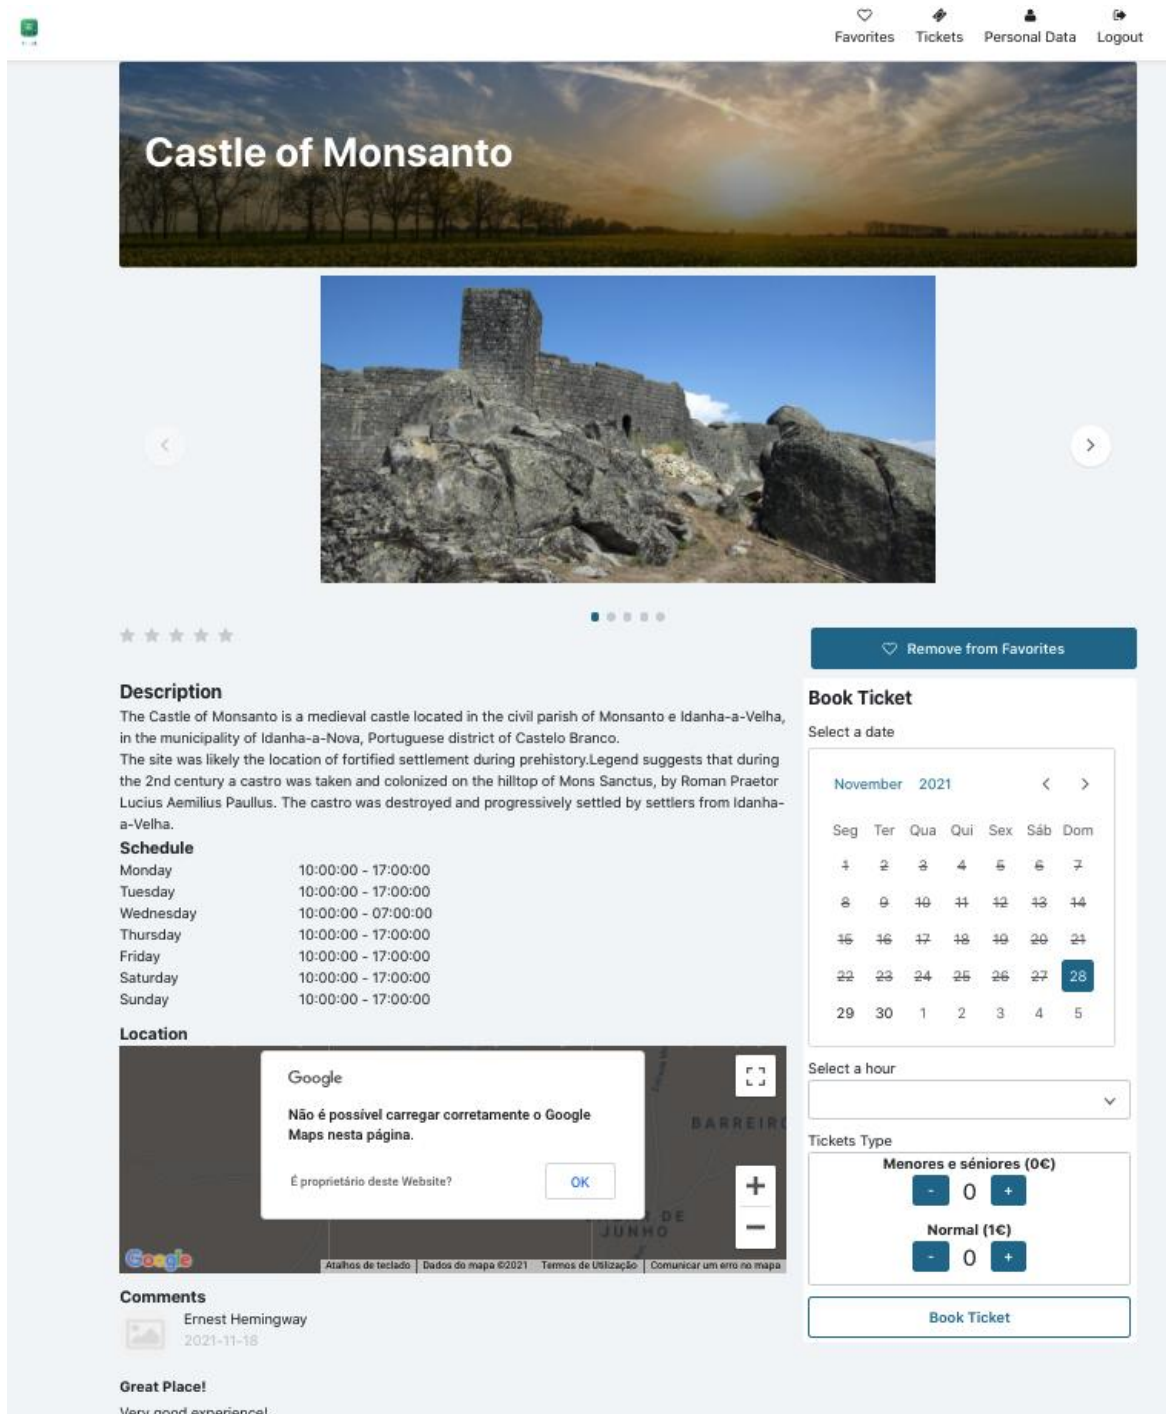 Favorites Tickets Personal Data Logout
Castle of Monsanto
Remove from Favorites
Description
The Castle of Monsanto is a medieval castle located in the civil parish of Monsanto e Idanha-a-Velha,
in the municipality of Idanha-a-Nova, Portuguese district of Castelo Branco.
The site was likely the location of fortified settlement during prehistory.Legend suggests that during
the 2nd century a castro was taken and colonized on the hilltop of Mons Sanctus, by Roman Praetor
Lucius Aemilius Paullus. The castro was destroyed and progressively settled by settlers from Idanha-
a-Velha.
Schedule
Monday 10:00:00 - 17:00:00
Tuesday 10:00:00 - 17:00:00
Wednesday 10:00:00 - 07:00:00
Thursday 10:00:00 - 17:00:00
Friday 10:00:00 - 17:00:00
Saturday 10:00:00 - 17:00:00
Sunday 10:00:00 - 17:00:00
Location
Google
Não é possível carregar corretamente o Google
Maps nesta página.
É proprietário deste Website? OK
BARREIRO
DE
JUNHO
Google
Atalhos de teclado Dados do mapa ©2021 Termos de Utilização Comunicar um erro no mapa
Comments
Ernest Hemingway
2021-11-18
Great Place!
Very good experience!
Book Ticket
Select a date
November 2021
Seg Ter Qua Qui Sex Sáb Dom
1 2 3 4 5 6 7
8 9 10 11 12 13 14
15 16 17 18 19 20 21
22 23 24 25 26 27 28
29 30 1 2 3 4 5
Select a hour
Tickets Type
Menores e séniores (0€)
- 0 +
Normal (1€)
- 0 +
Book Ticket